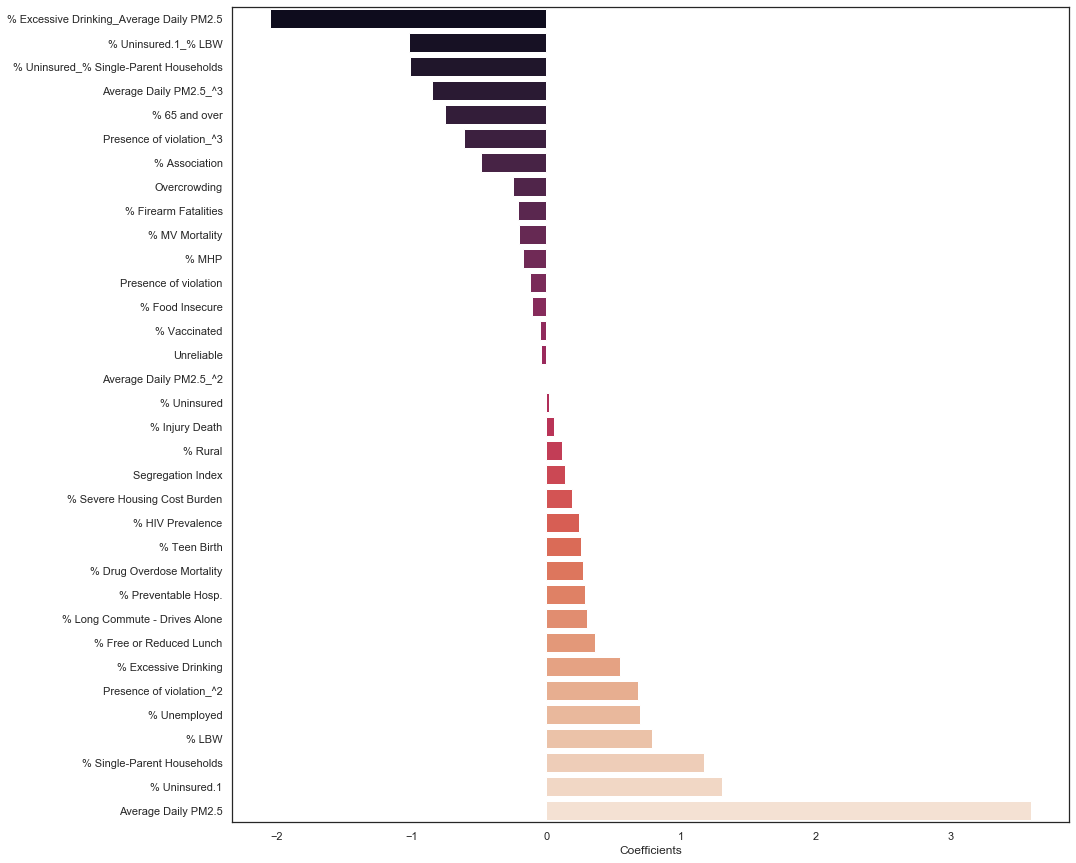 % Excessive Drinking_Average Daily PM2.5
% Uninsured.1_% LBW
% Uninsured_% Single-Parent Households
Average Daily PM2.5_^3
% 65 and over
Presence of violation_^3
% Association
Overcrowding
% Firearm Fatalities
% MV Mortality
% MHP
Presence of violation
% Food Insecure
% Vaccinated
Unreliable
Average Daily PM2.5_^2
% Uninsured
% Injury Death
% Rural
Segregation Index
% Severe Housing Cost Burden
% HIV Prevalence
% Teen Birth
% Drug Overdose Mortality
% Preventable Hosp.
% Long Commute - Drives Alone
% Free or Reduced Lunch
% Excessive Drinking
Presence of violation_^2
% Unemployed
% LBW
% Single-Parent Households
% Uninsured.1
Average Daily PM2.5
−2 −1 0 1 2 3
Coefficients